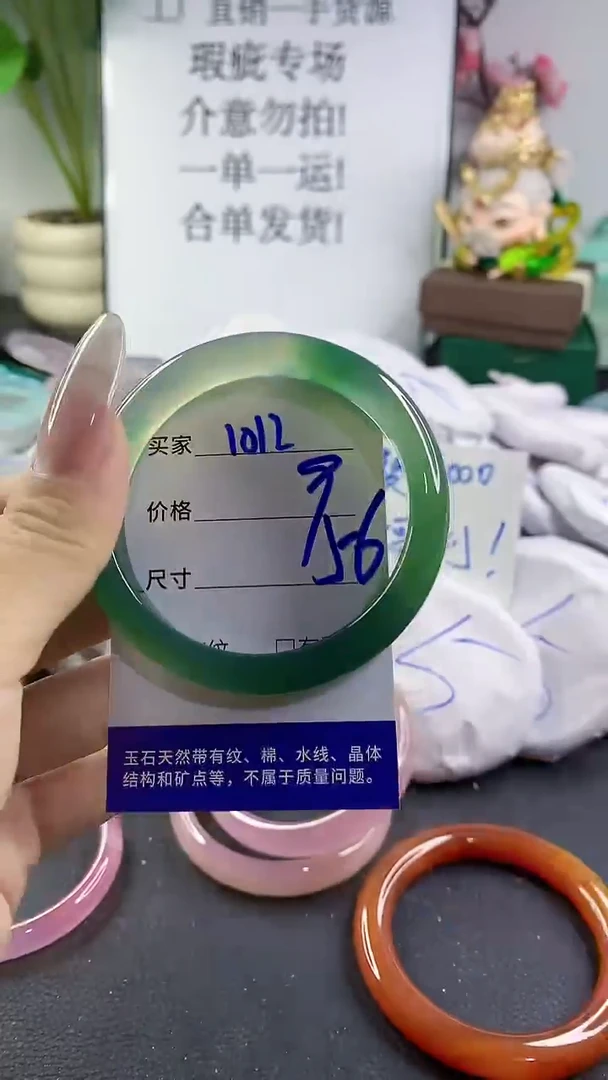 直销一手货源
瑕疵专场
介意勿拍!
一单一运!
合单发货!
买家 1012
价格
尺寸 56
玉石天然带有纹、棉、水线、晶体
结构和矿点等，不属于质量问题。